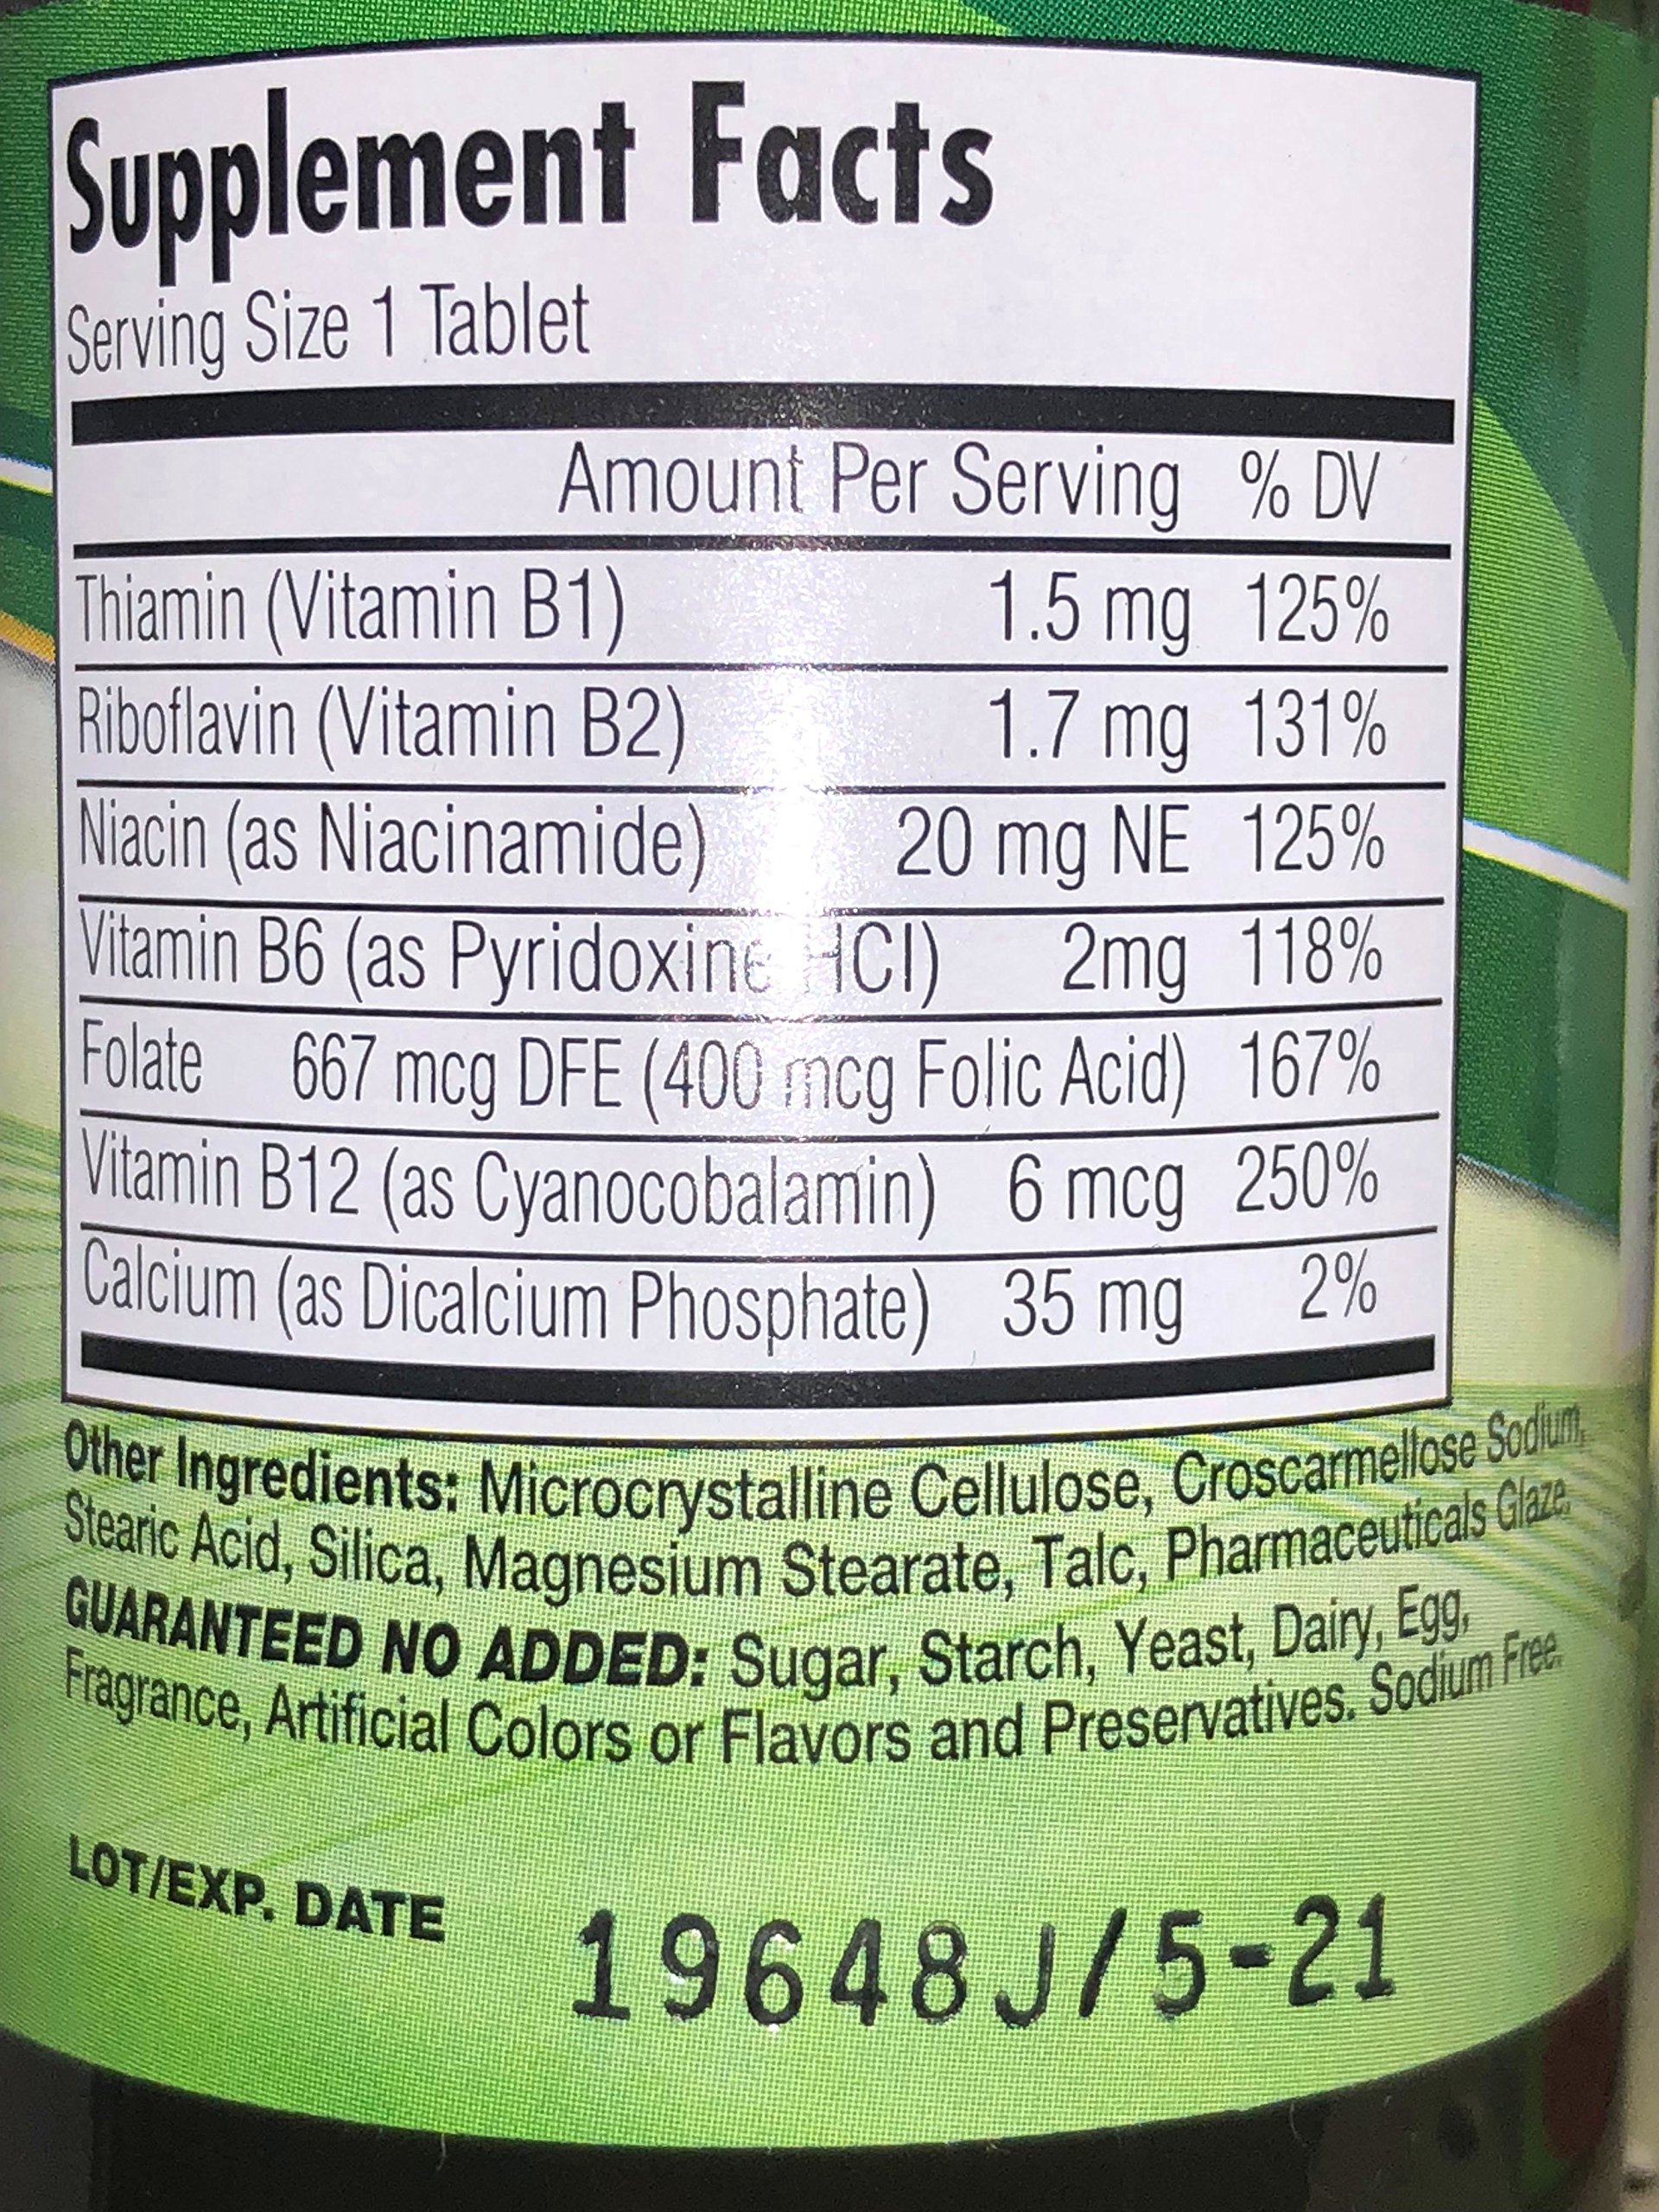 Supplement Facts
Serving Size 1 Tablet
Amount Per Serving % DV
Thiamin (Vitamin B1) 1.5 mg 125%
Riboflavin (Vitamin B2) 1.7 mg 131%
Niacin (as Niacinamide) 20 mg NE 125%
Vitamin B6 (as Pyridoxine HCl) 2mg 118%
Folate 667 mcg DFE (400 mcg Folic Acid) 167%
Vitamin B12 (as Cyanocobalamin) 6 mcg 250%
Calcium (as Dicalcium Phosphate) 35 mg 2%
Other Ingredients: Microcrystalline Cellulose, Croscarmellose Sodium,
Stearic Acid, Silica, Magnesium Stearate, Talc, Pharmaceuticals Glaze.
GUARANTEED NO ADDED: Sugar, Starch, Yeast, Dairy, Egg,
Fragrance, Artificial Colors or Flavors and Preservatives. Sodium Free.
LOT/EXP. DATE 19648J/5-21